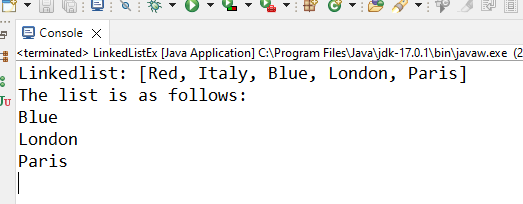 Console
<terminated> LinkedListEx [Java Application] C:\Program Files\Java\jdk-17.0.1\bin\javaw.exe (2
Linkedlist: [Red, Italy, Blue, London, Paris]
The list is as follows:
Blue
London
Paris